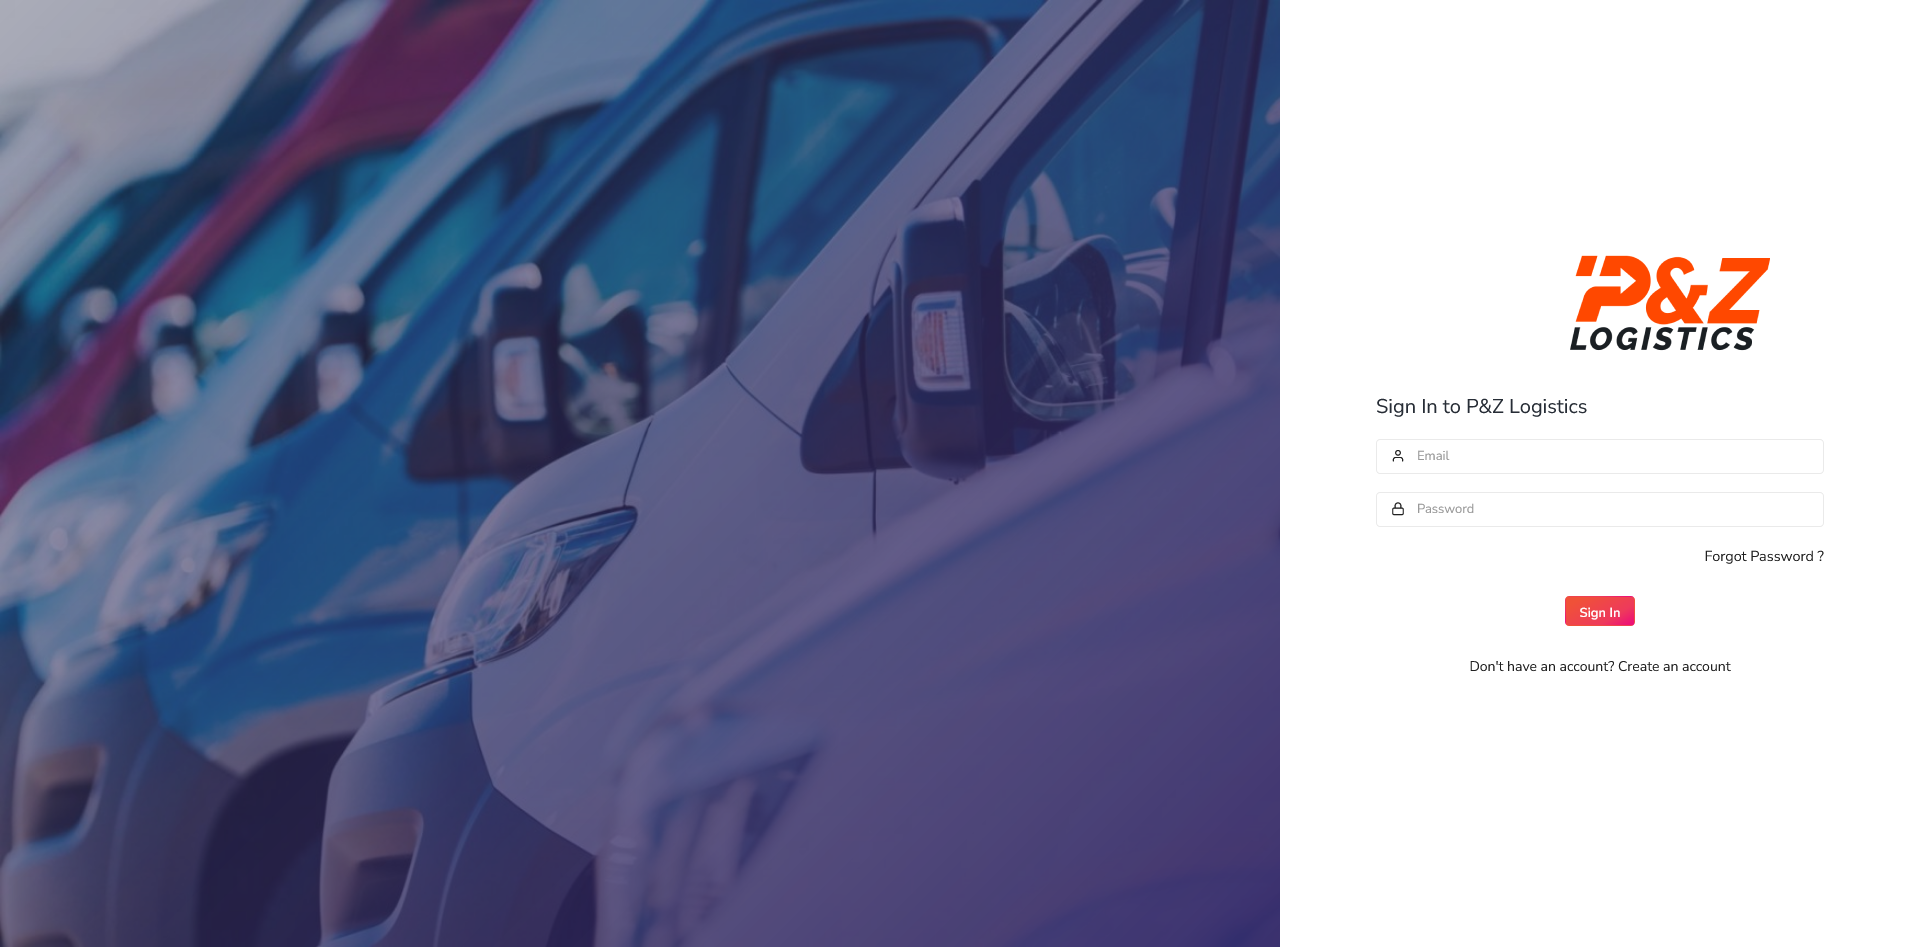 P&Z
LOGISTICS
Sign In to P&Z Logistics
Email
Password
Forgot Password ?
Sign In
Don't have an account? Create an account